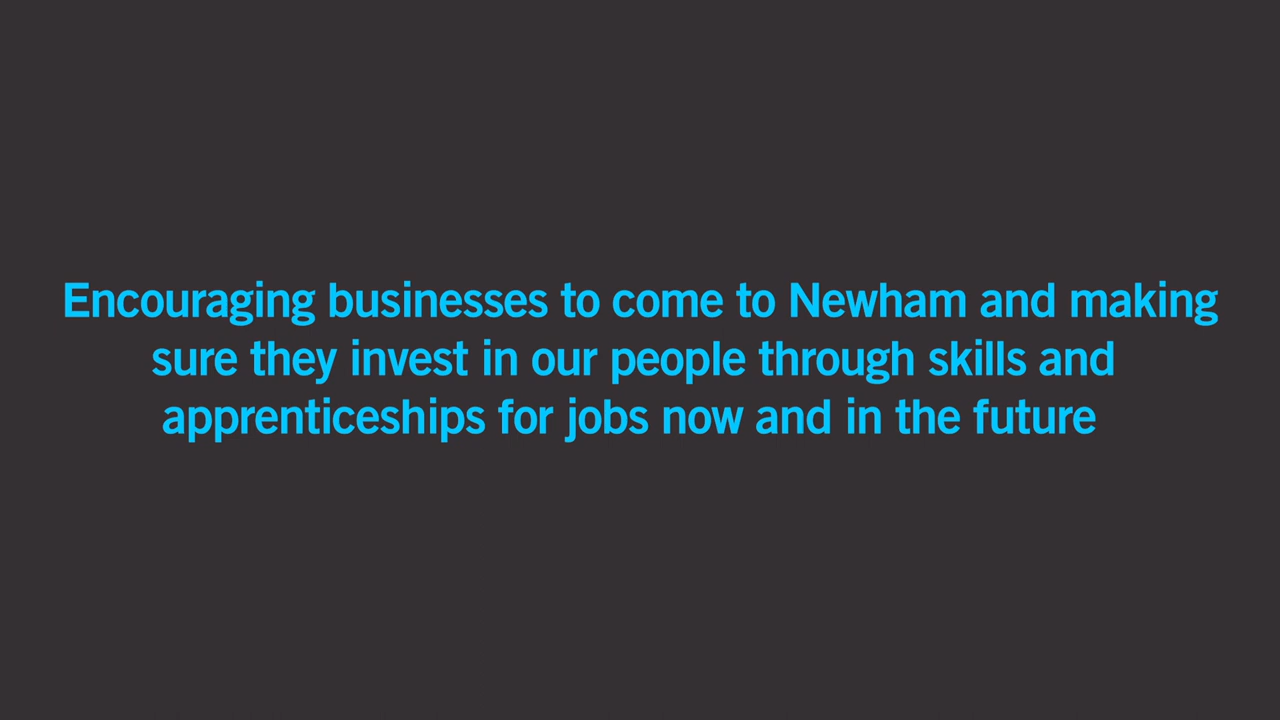 Encouraging businesses to come to Newham and making
sure they invest in our people through skills and
apprenticeships for jobs now and in the future